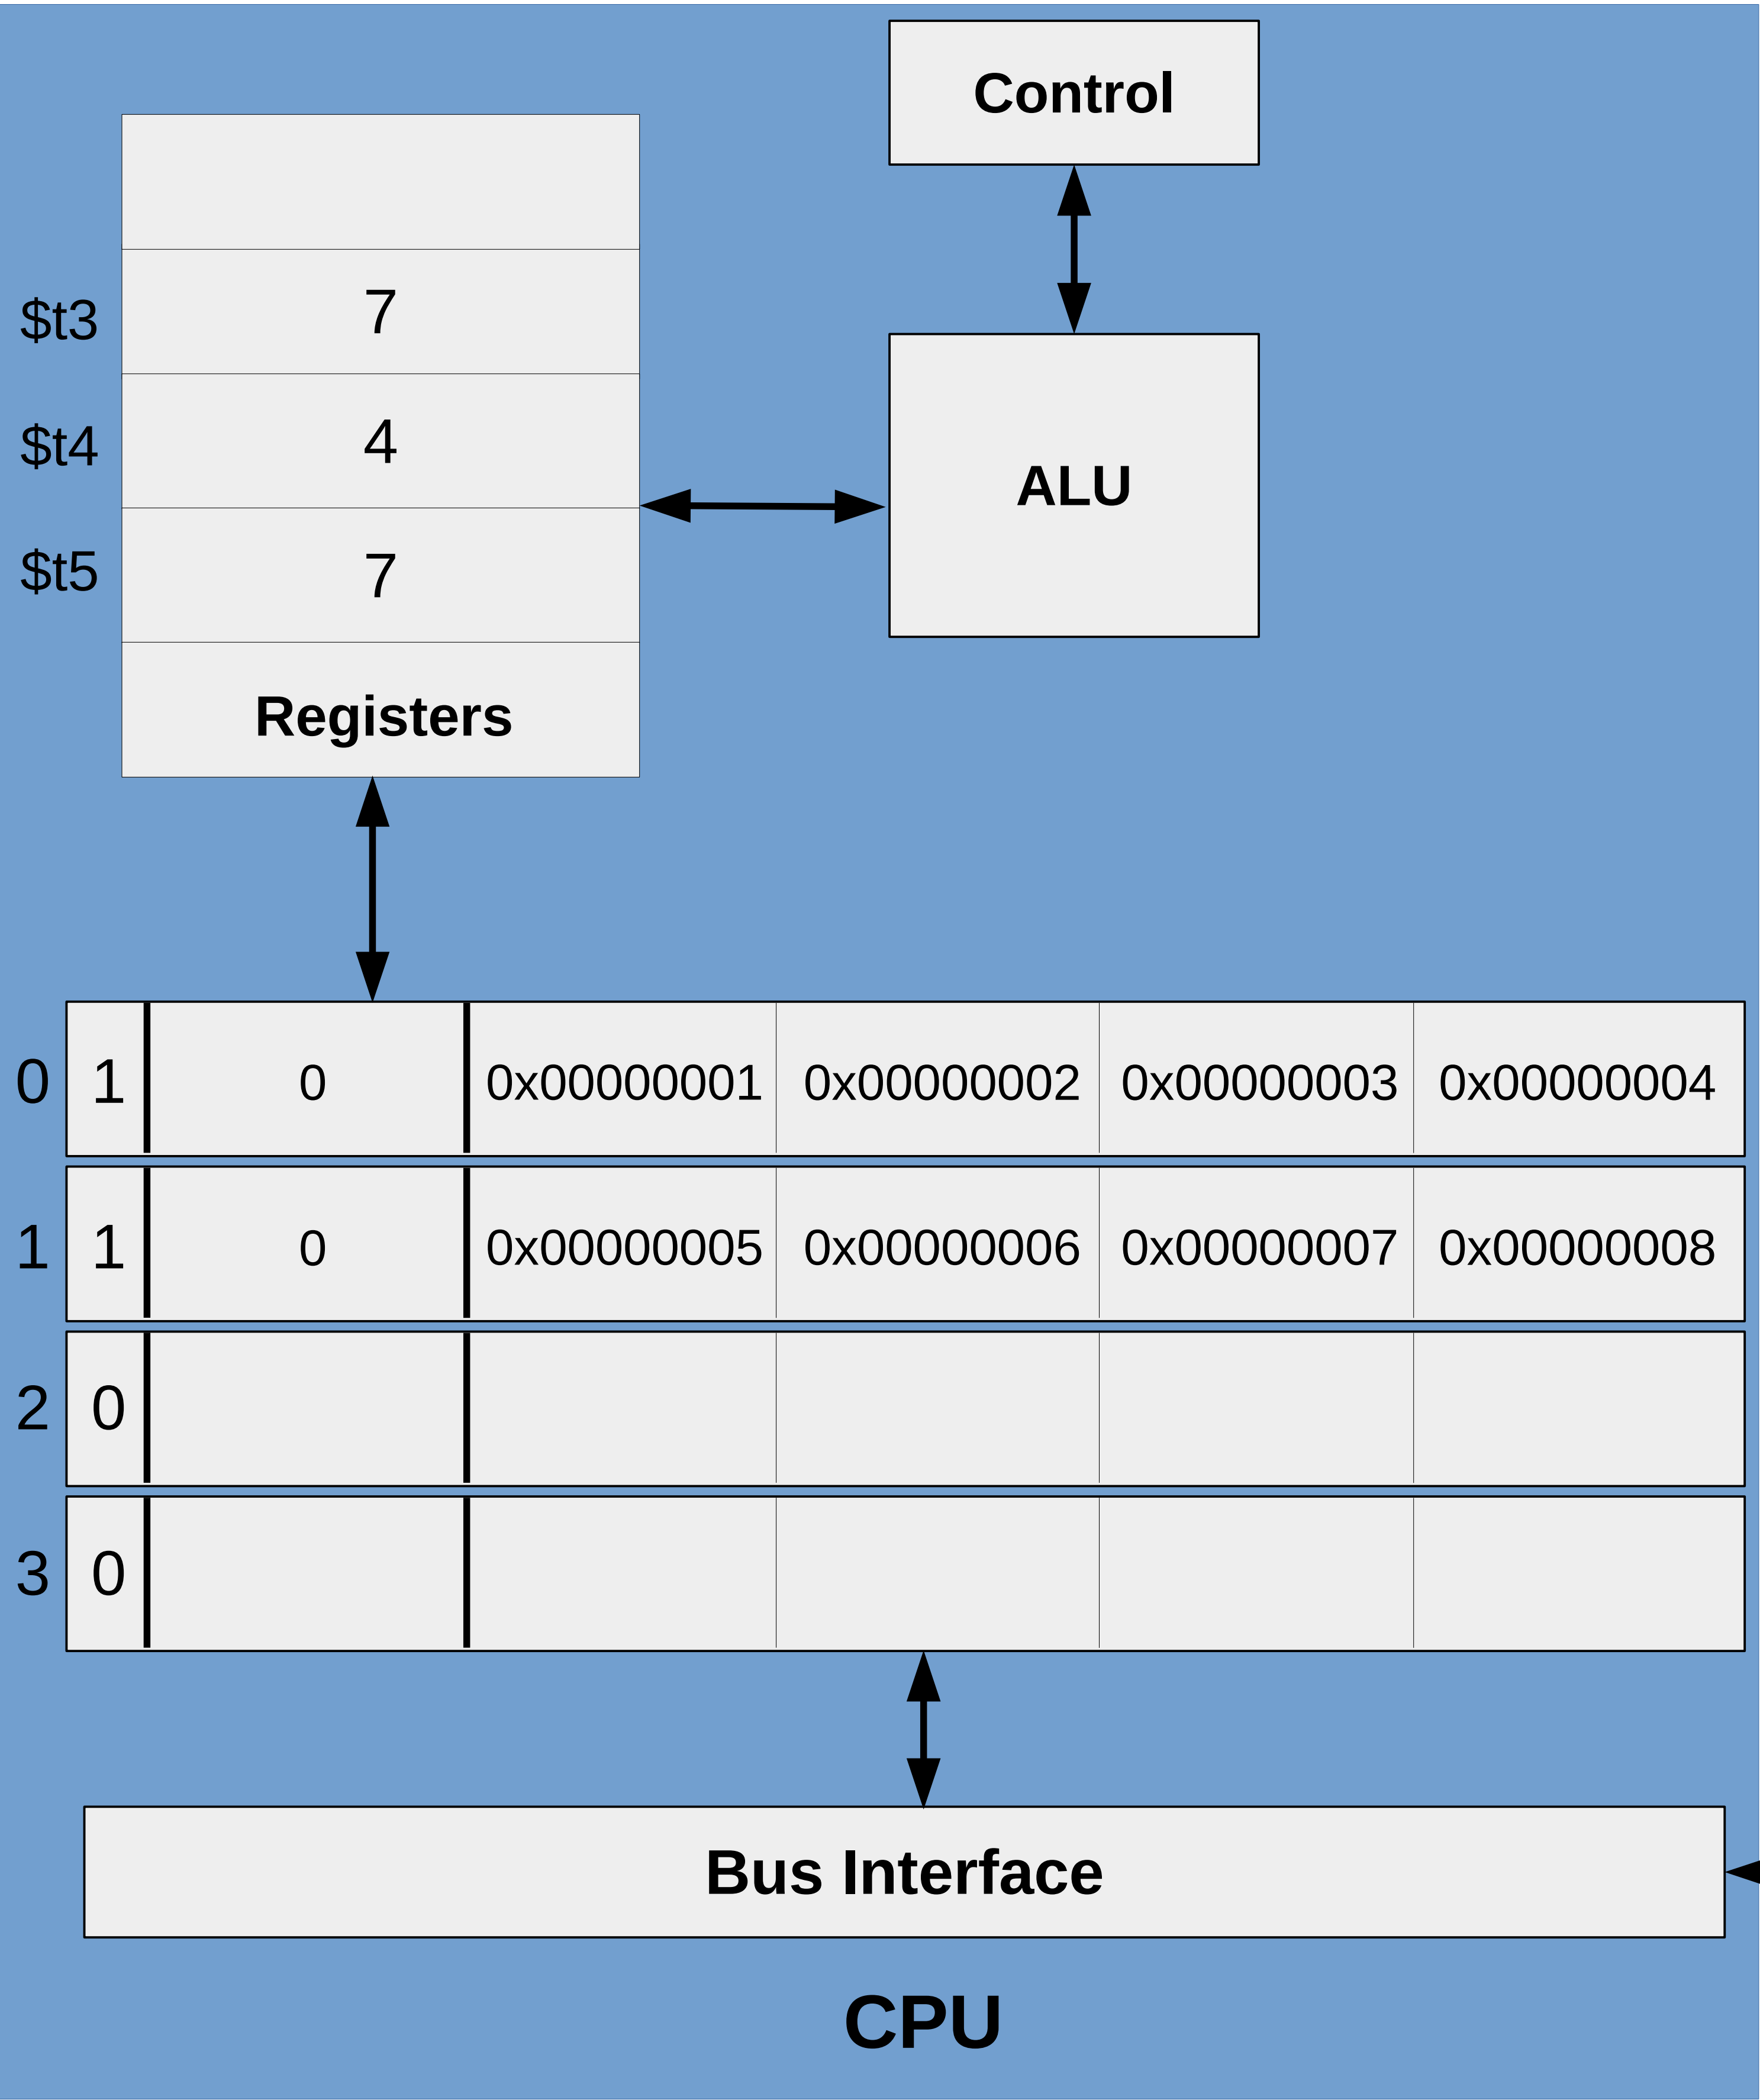 Control
$t3 7
$t4 4
ALU
$t5 7
Registers
0 1 0 0x00000001 0x00000002 0x00000003 0x00000004
1 1 0 0x00000005 0x00000006 0x00000007 0x00000008
2 0
3 0
Bus Interface
CPU